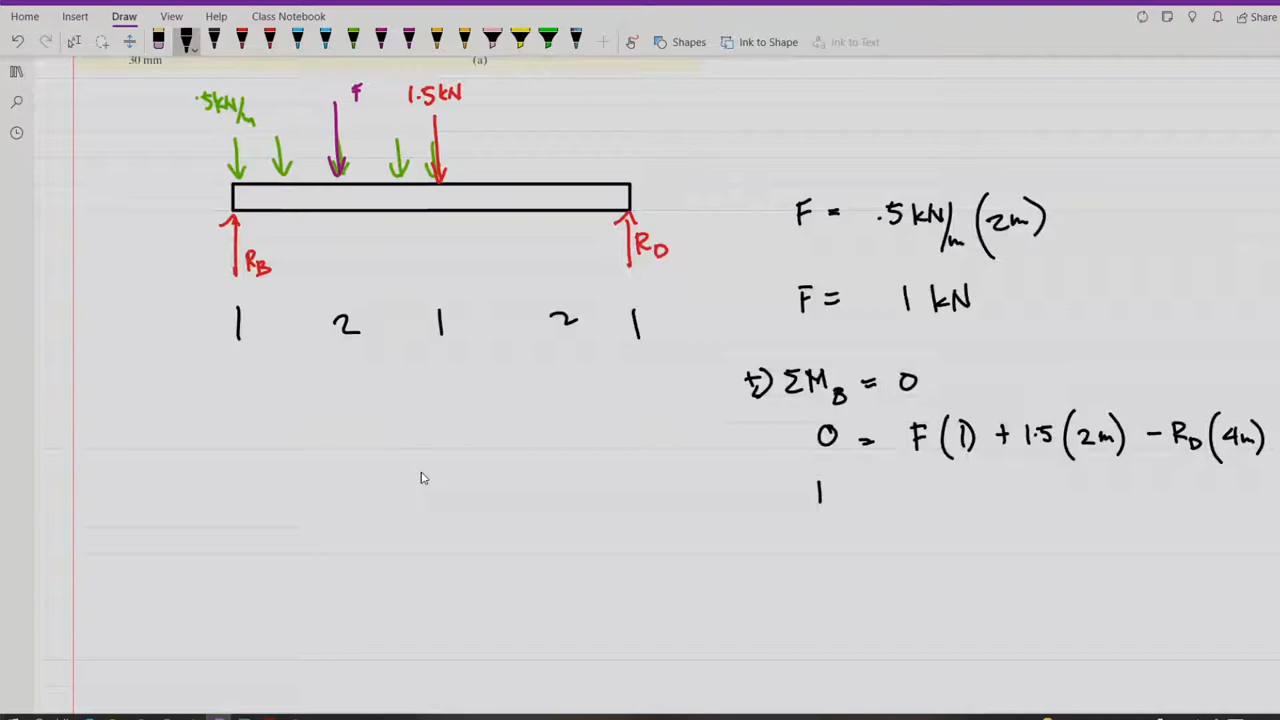 Home Insert Draw View Help Class Notebook
Share
Shapes Ink to Shape Ink to Text
30 mm (a)
.5kN/m F 1.5kN
RB RD
1 2 1 2 1
F = .5 kN/m (2m)
F = 1 kN
+) ΣMB = 0
0 = F(1) + 1.5(2m) - RD(4m)
1